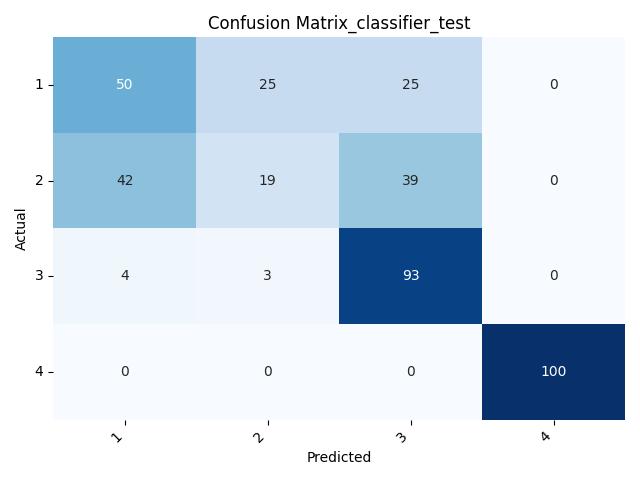 Confusion Matrix_classifier_test
Actual
1 50 25 25 0
2 42 19 39 0
3 4 3 93 0
4 0 0 0 100
1 2 3 4
Predicted